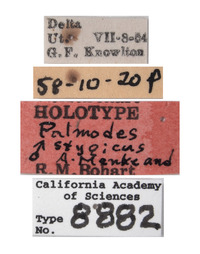 Delta
Ut. VII-8-64
G. F. Knowlton
58-10-20 P
HOLOTYPE
Palmodes
♂ stygicus
A. Menke and
R. M. Bohart
California Academy
of Sciences
Type
No. 8882